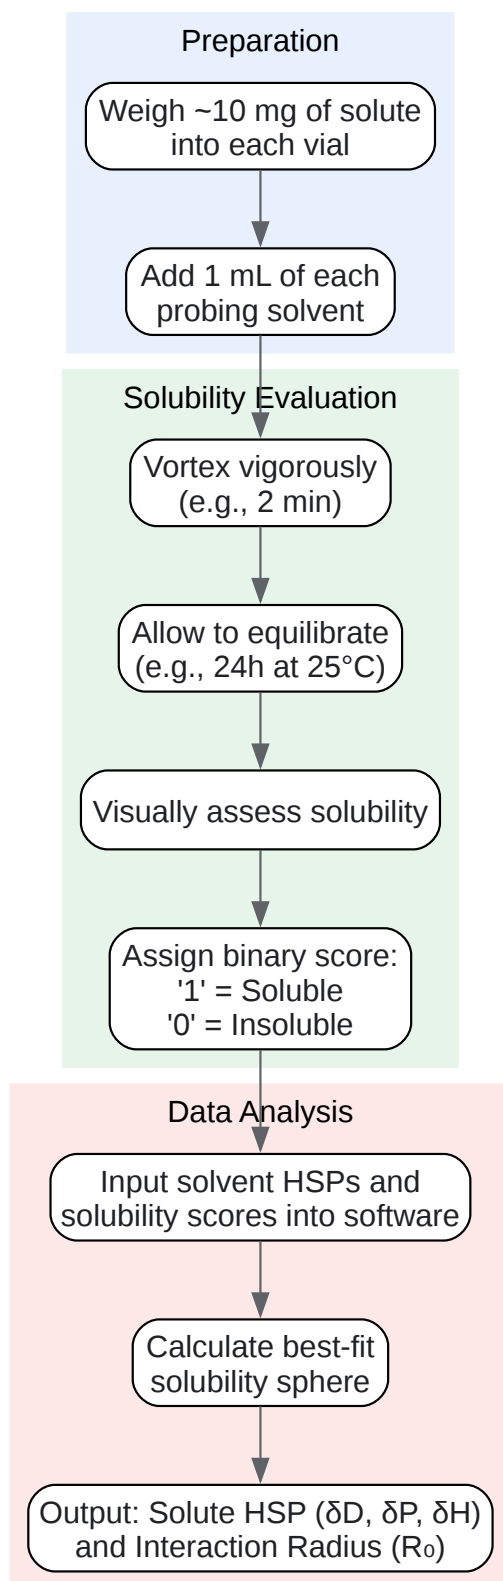 Preparation
Weigh ~10 mg of solute
into each vial
Add 1 mL of each
probing solvent
Solubility Evaluation
Vortex vigorously
(e.g., 2 min)
Allow to equilibrate
(e.g., 24h at 25°C)
Visually assess solubility
Assign binary score:
'1' = Soluble
'0' = Insoluble
Data Analysis
Input solvent HSPs and
solubility scores into software
Calculate best-fit
solubility sphere
Output: Solute HSP (δD, δP, δH)
and Interaction Radius (R₀)